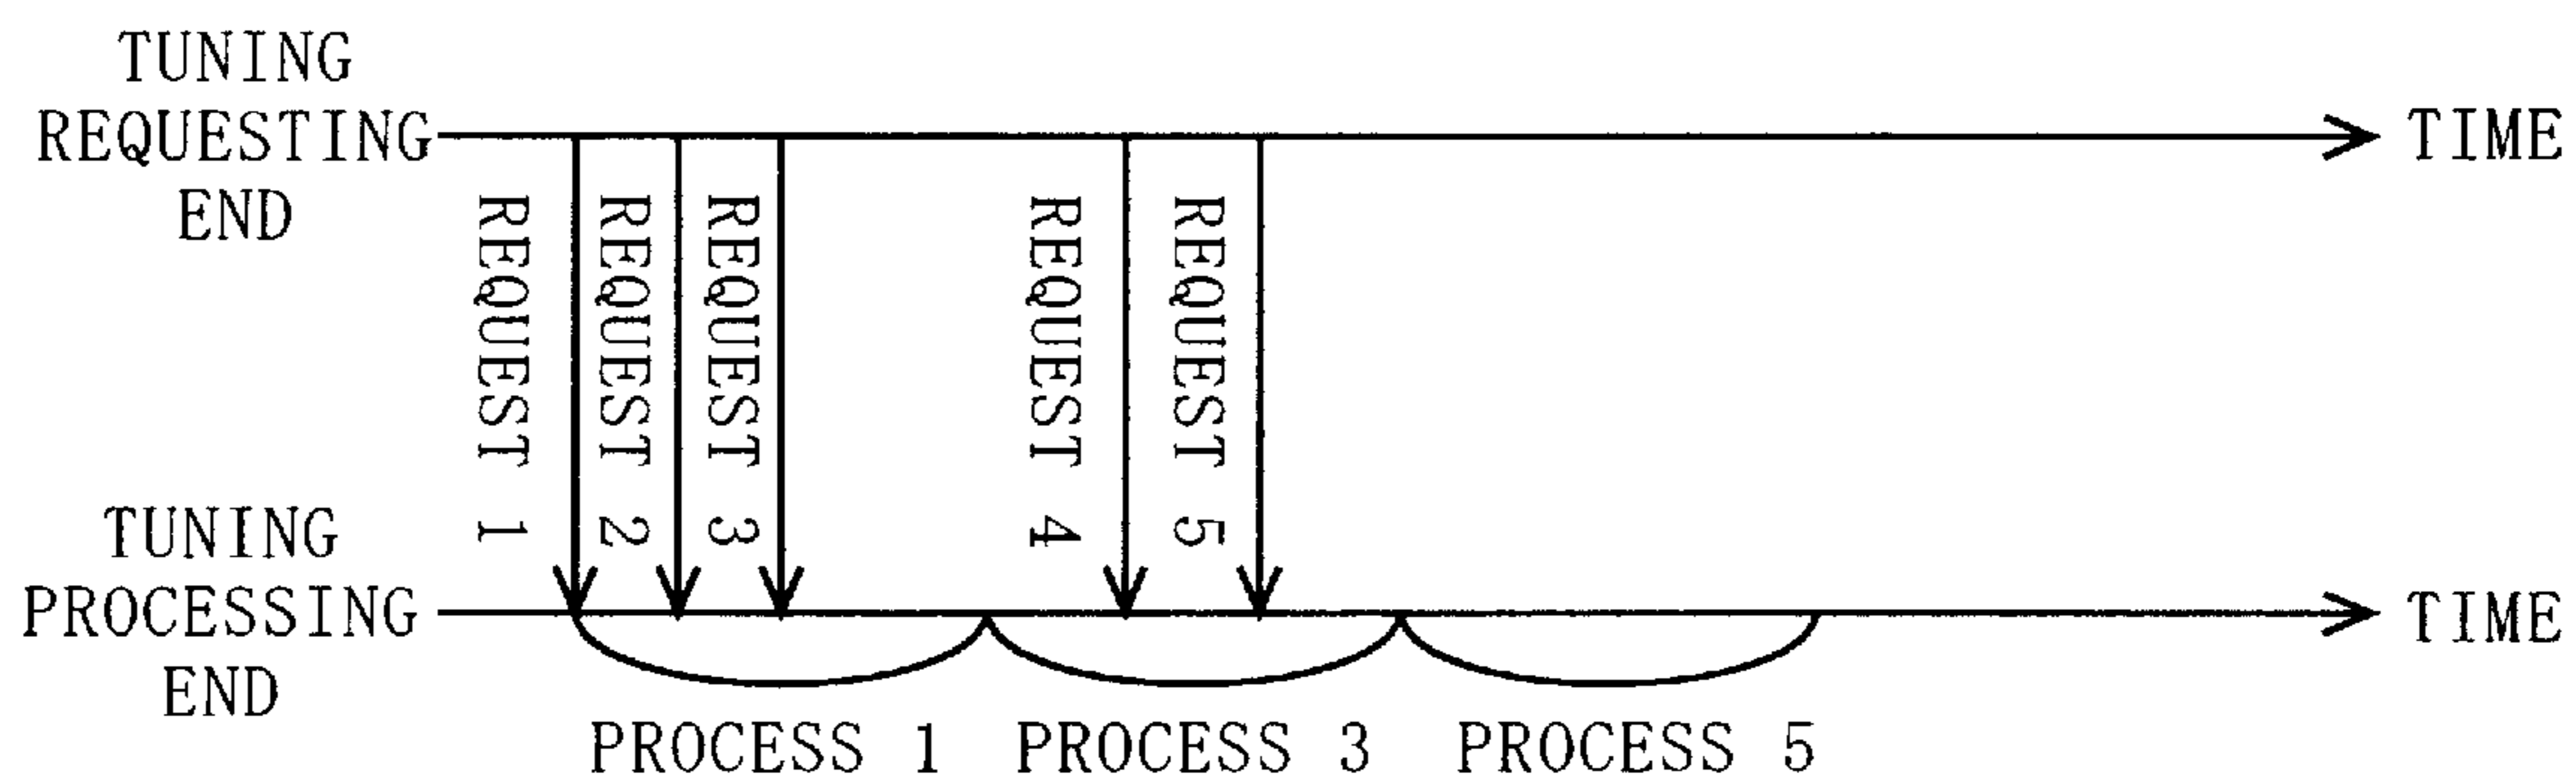 TUNING
REQUESTING
END
TIME
REQUEST 1
REQUEST 2
REQUEST 3
REQUEST 4
REQUEST 5
TUNING
PROCESSING
END
TIME
PROCESS 1
PROCESS 3
PROCESS 5